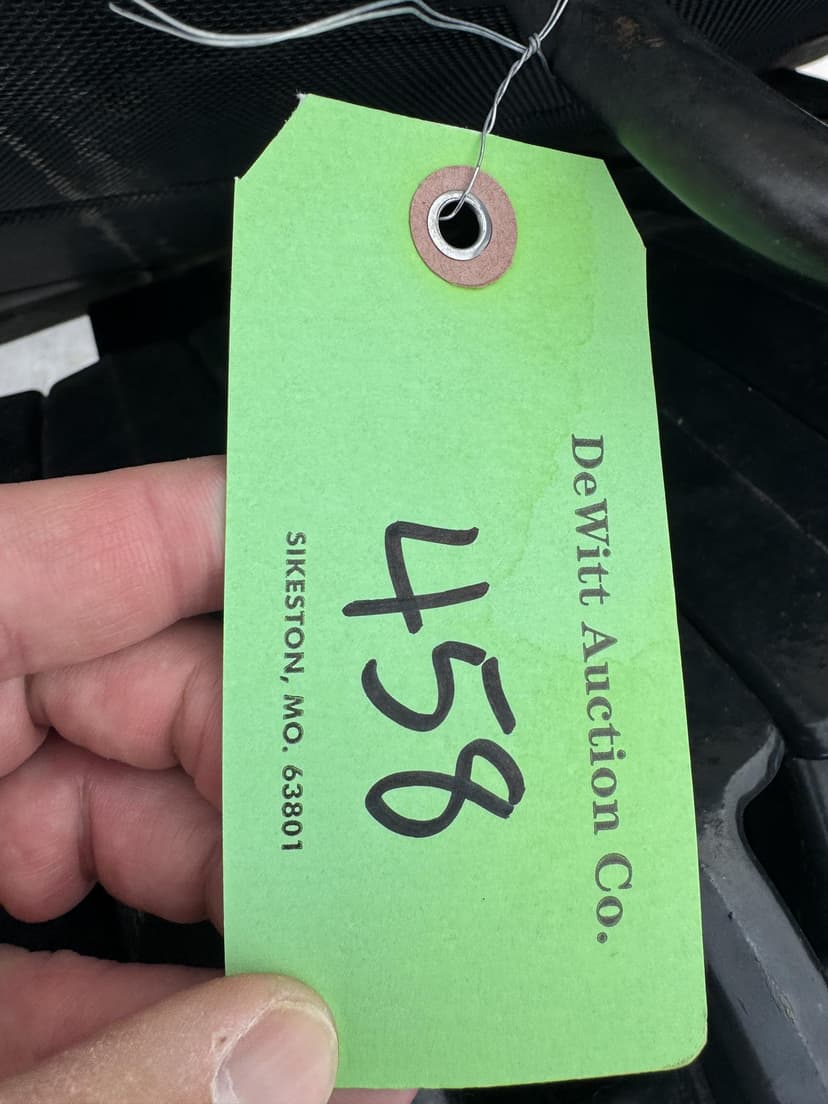 DeWitt Auction Co.
458
SIKESTON, MO. 63801